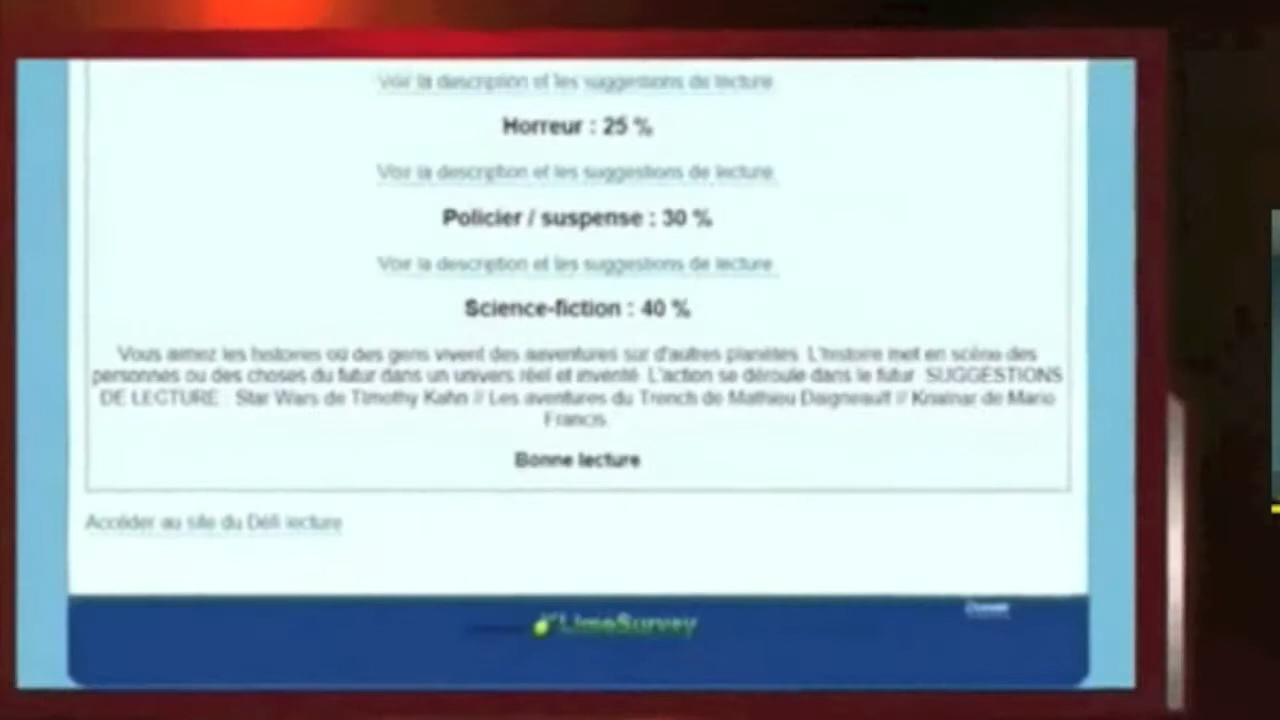 Voir la description et les suggestions de lecture
Horreur : 25 %
Voir la description et les suggestions de lecture
Policier / suspense : 30 %
Voir la description et les suggestions de lecture
Science-fiction : 40 %
Vous aimez les histoires où des gens vivent des aventures sur d'autres planètes. L'histoire met en scène des
personnes ou des choses du futur dans un univers réel et inventé. L'action se déroule dans le futur. SUGGESTIONS
DE LECTURE : Star Wars de Timothy Kahn // Les aventures du Trench de Mathieu Daigneault // de Mario
Francis.
Bonne lecture
Accéder au site du Défi lecture
LimeSurvey